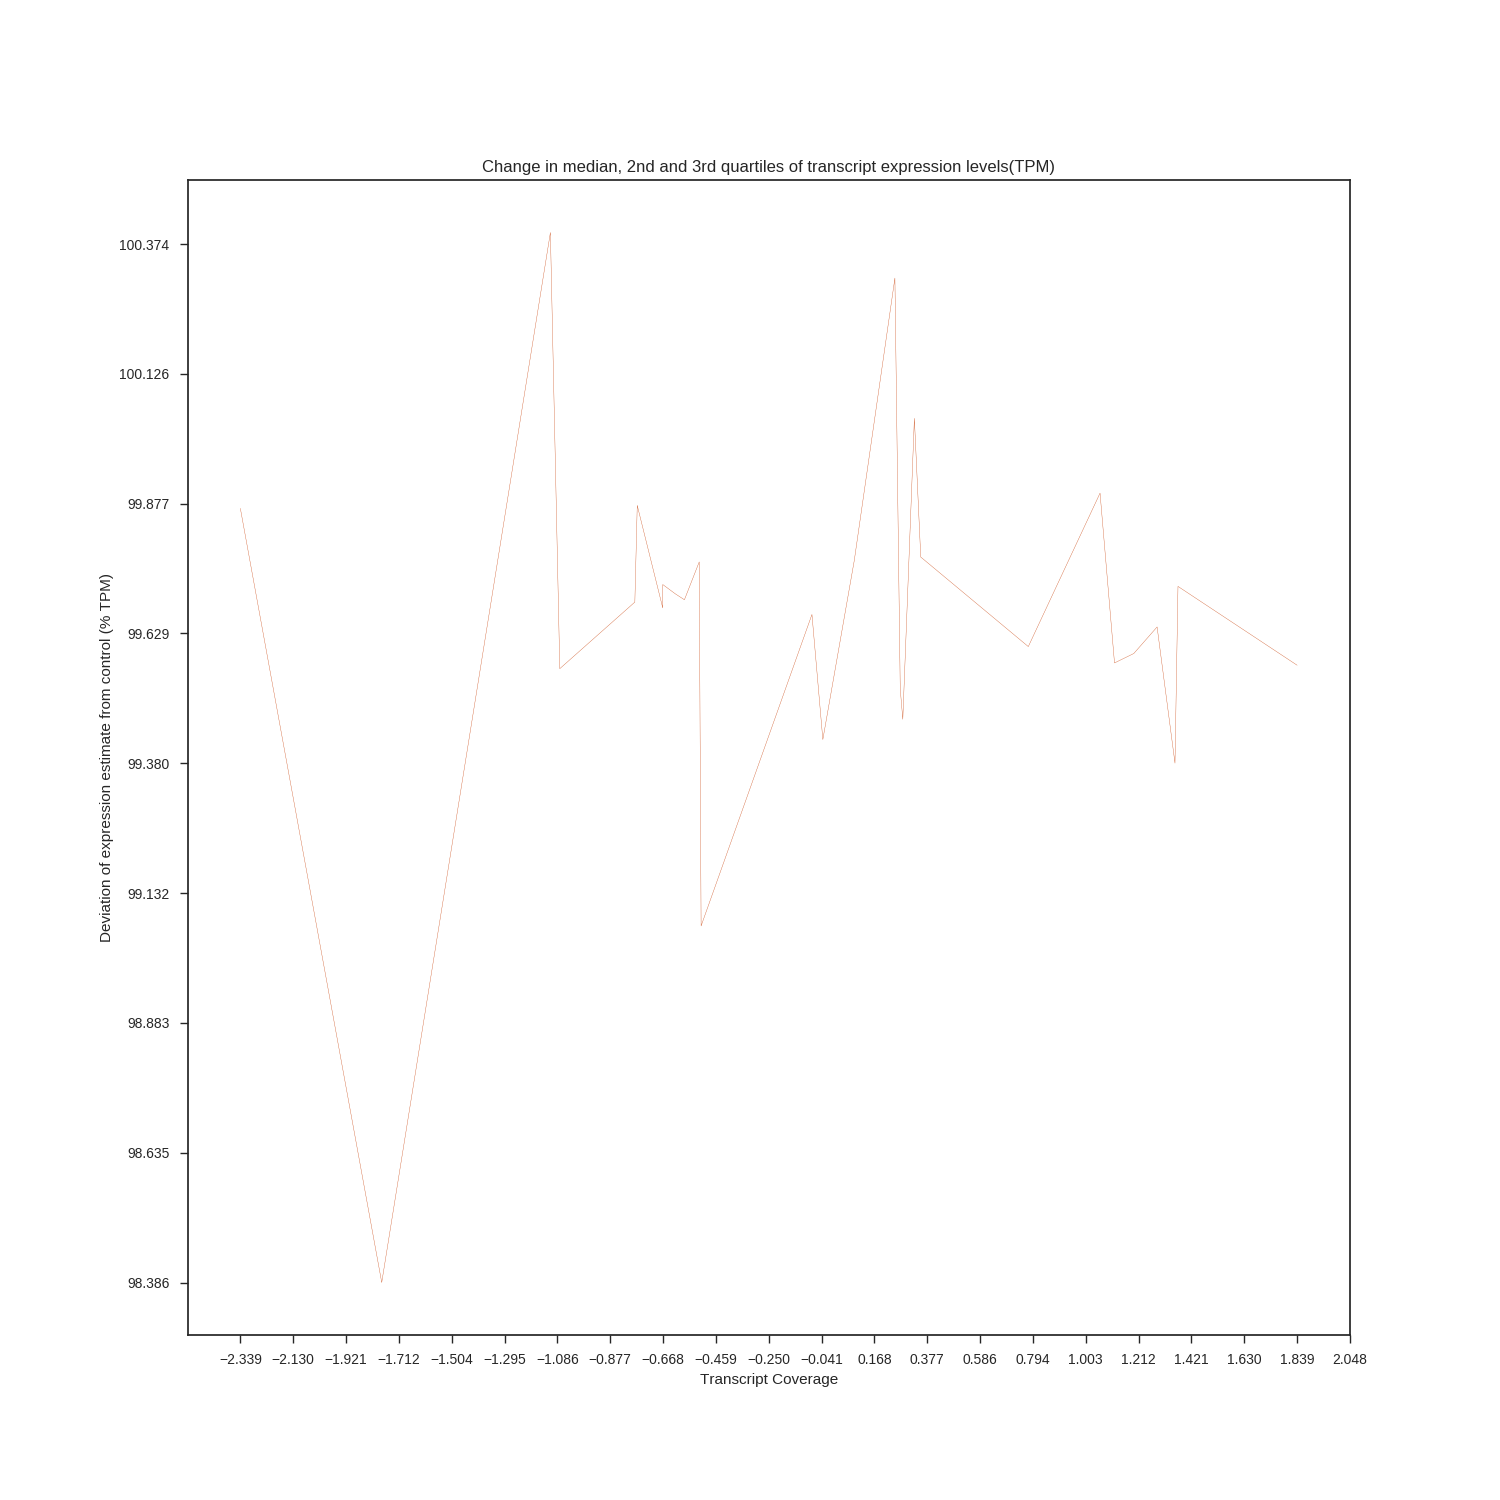 Change in median, 2nd and 3rd quartiles of transcript expression levels(TPM)
Deviation of expression estimate from control (% TPM)
100.374
100.126
99.877
99.629
99.380
99.132
98.883
98.635
98.386
−2.339 −2.130 −1.921 −1.712 −1.504 −1.295 −1.086 −0.877 −0.668 −0.459 −0.250 −0.041 0.168 0.377 0.586 0.794 1.003 1.212 1.421 1.630 1.839 2.048
Transcript Coverage